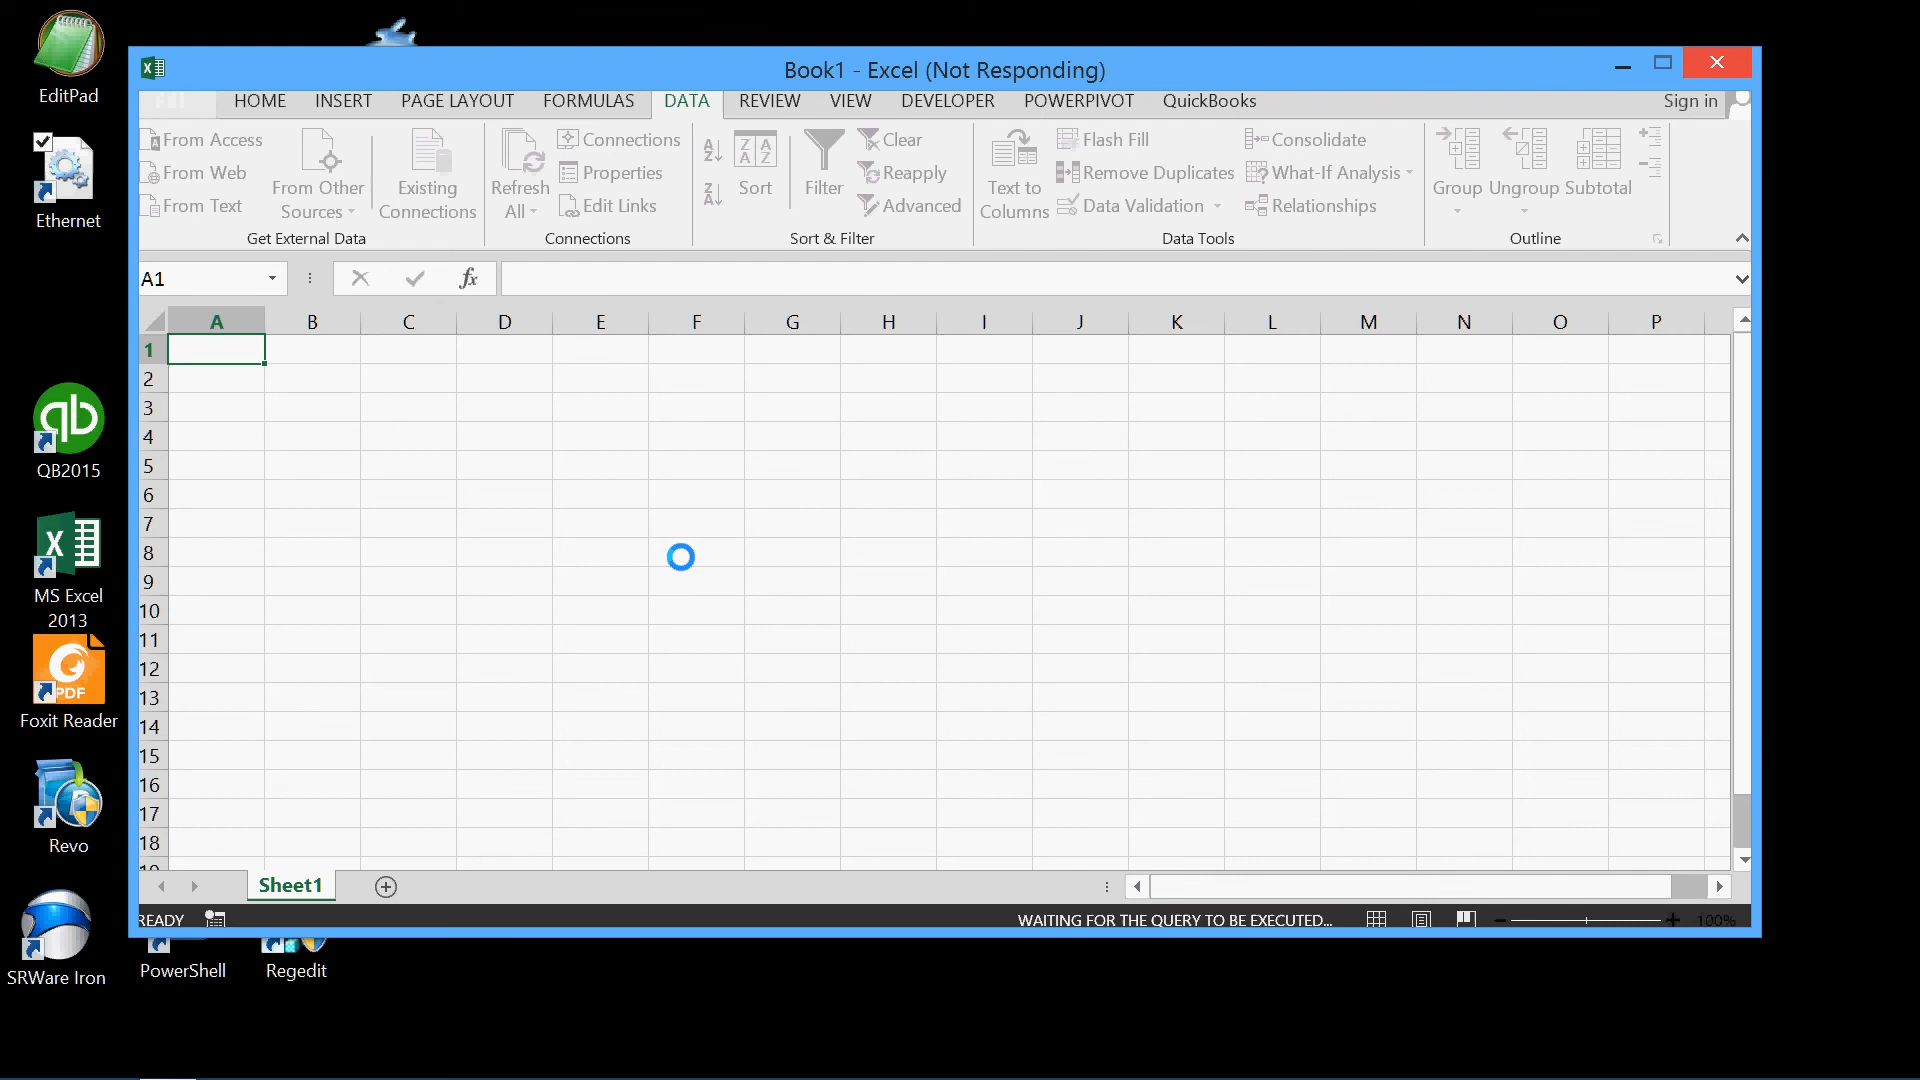 EditPad
Ethernet
QB2015
MS Excel
2013
PDF
Foxit Reader
Revo
SRWare Iron
PowerShell
Regedit
Book1 - Excel (Not Responding)
HOME INSERT PAGE LAYOUT FORMULAS DATA REVIEW VIEW DEVELOPER POWERPIVOT QuickBooks Sign in
From Access
From Web
From Text
From Other
Sources
Existing
Connections
Get External Data
Refresh
All
Connections
Properties
Edit Links
Connections
Sort
Filter
Clear
Reapply
Advanced
Sort & Filter
Text to
Columns
Flash Fill
Remove Duplicates
Data Validation
Consolidate
What-If Analysis
Relationships
Data Tools
Group Ungroup Subtotal
Outline
A1
fx
A B C D E F G H I J K L M N O P
1
2
3
4
5
6
7
8
9
10
11
12
13
14
15
16
17
18
19
Sheet1
READY
WAITING FOR THE QUERY TO BE EXECUTED...
100%